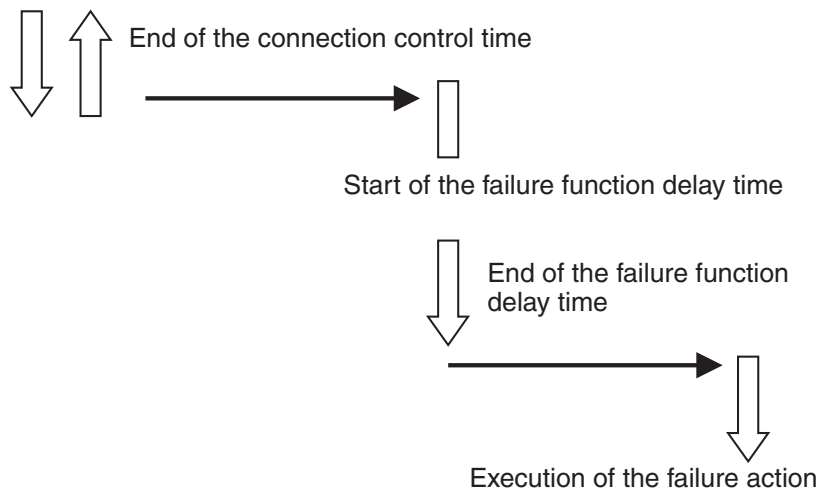 End of the connection control time
Start of the failure function delay time
End of the failure function
delay time
Execution of the failure action